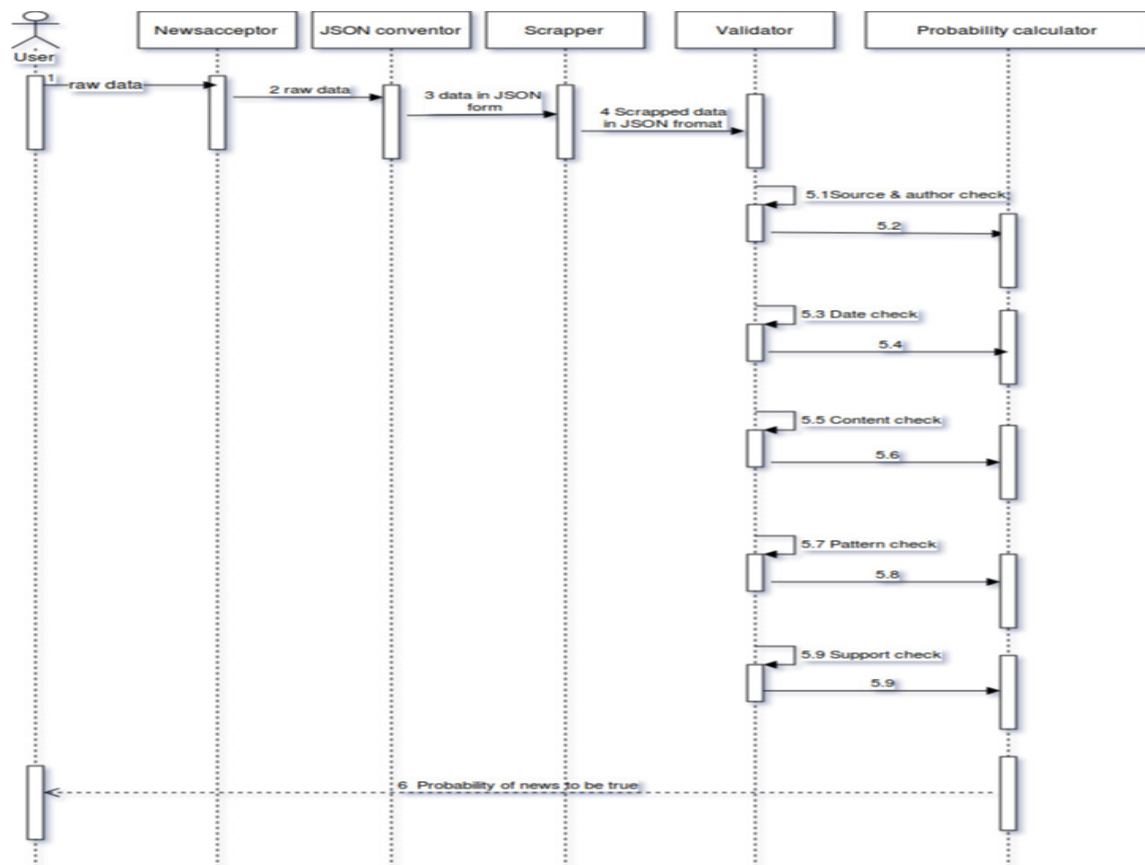 Newsacceptor
JSON conventor
Scrapper
Validator
Probability calculator
User
1
raw data
2 raw data
3 data in JSON
form
4 Scrapped data
in JSON fromat
5.1Source & author check
5.2
5.3 Date check
5.4
5.5 Content check
5.6
5.7 Pattern check
5.8
5.9 Support check
5.9
6 Probability of news to be true